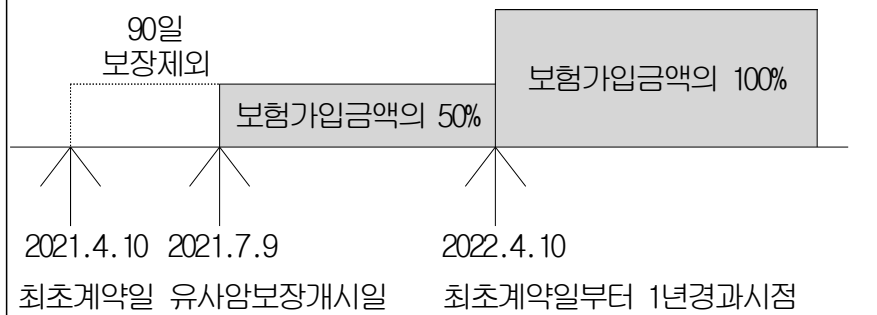 90일
보장제외
보험가입금액의 50%
보험가입금액의 100%
2021.4.10 2021.7.9 2022.4.10
최초계약일 유사암보장개시일 최초계약일부터 1년경과시점